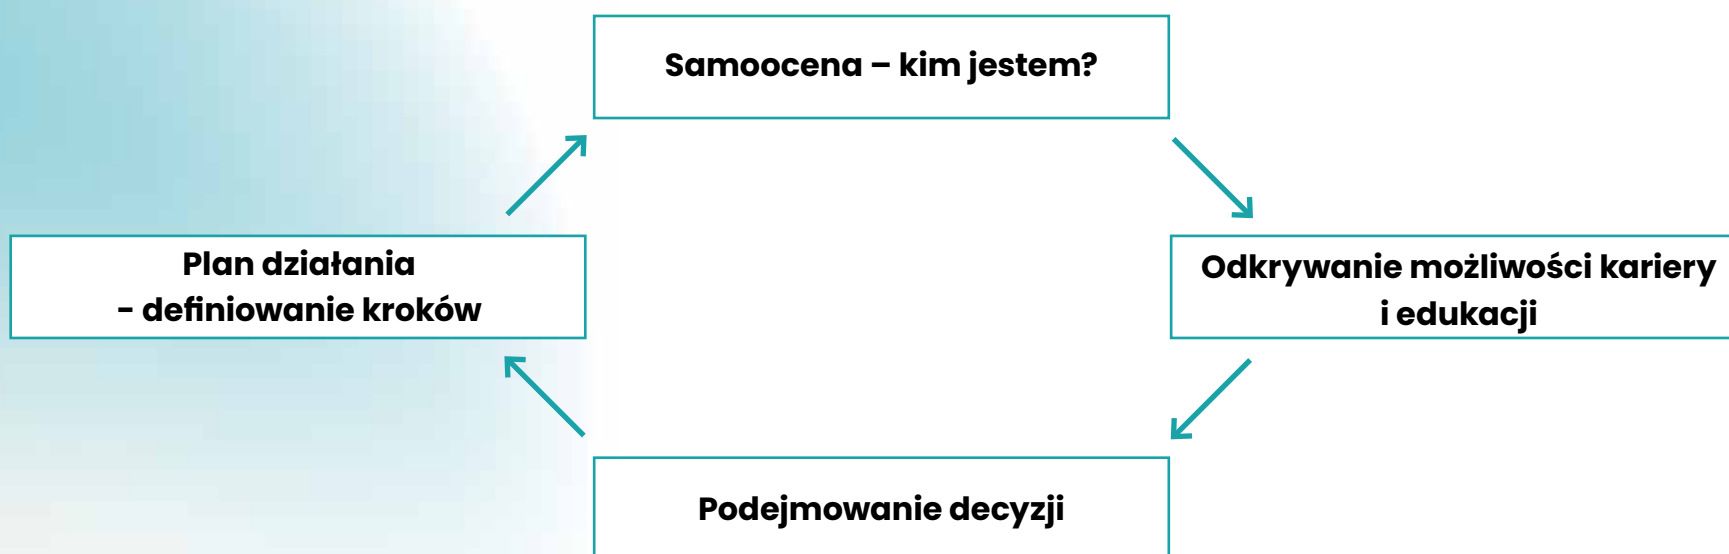 Samoocena – kim jestem?
Plan działania
- definiowanie kroków
Odkrywanie możliwości kariery
i edukacji
Podejmowanie decyzji